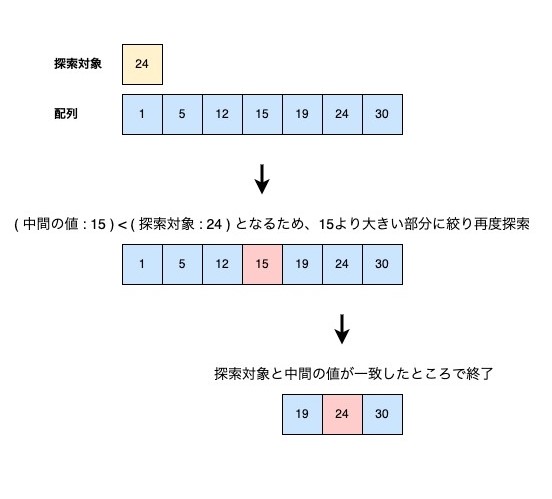 探索対象 24
配列 1 5 12 15 19 24 30
( 中間の値 : 15 ) < ( 探索対象 : 24 ) となるため、15より大きい部分に絞り再度探索
1 5 12 15 19 24 30
探索対象と中間の値が一致したところで終了
19 24 30